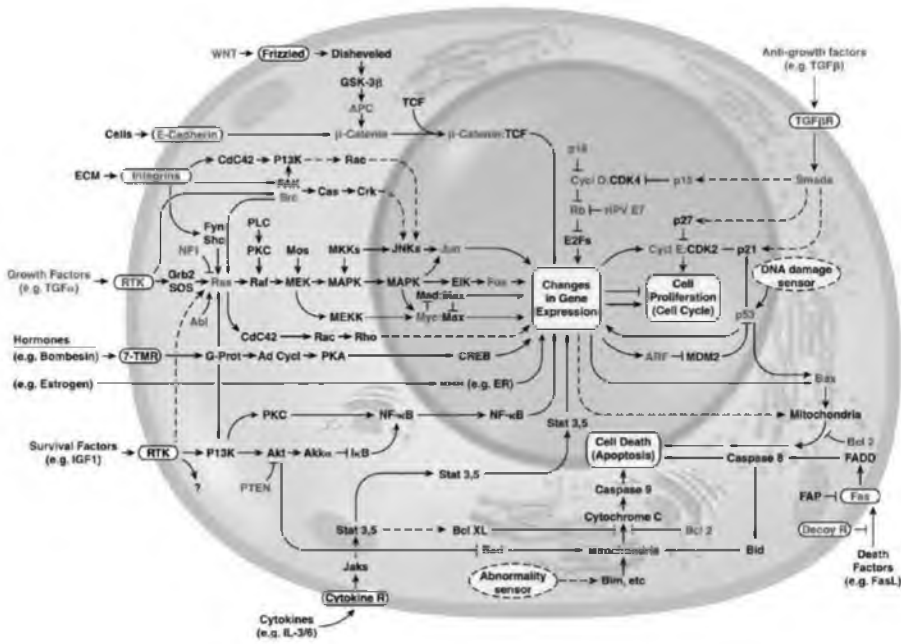 WNT
Frizzled
Disheveled
GSK-3β
APC
TCF
β-Catenin
β-Catenin:TCF
Cells
E-Cadherin
Anti-growth factors
(e.g. TGFβ)
TGFβR
Smads
CdC42
P13K
Rac
ECM
Integrins
FAK
Src
Cas
Crk
Cycl D:CDK4
p15
Rb
HPV E7
E2Fs
p27
Cycl E:CDK2
p21
Fyn
Shc
PLC
NF1
PKC
Mos
MKKs
JNKs
Jun
Growth Factors
(e.g. TGFα)
RTK
Grb2
SOS
Ras
Raf
MEK
MAPK
MAPK
Elk
Fos
Abl
MEKK
Mad:Max
Myc:Max
Changes
in Gene
Expression
Cell
Proliferation
(Cell Cycle)
DNA damage
sensor
p53
CdC42
Rac
Rho
Hormones
(e.g. Bombesin)
7-TMR
G-Prot
Ad Cycl
PKA
CREB
ARF
MDM2
(e.g. Estrogen)
(e.g. ER)
Bax
PKC
NF-κB
NF-κB
Stat 3,5
Mitochondria
Bcl 2
Survival Factors
(e.g. IGF1)
RTK
P13K
Akt
Akkα
IκB
?
PTEN
Cell Death
(Apoptosis)
Caspase 8
FADD
Stat 3,5
Caspase 9
FAP
Fas
Cytochrome C
Stat 3,5
Bcl XL
Bcl 2
Decoy R
Bad
Mitochondria
Bid
Death
Factors
(e.g. FasL)
Jaks
Abnormality
sensor
Bim, etc
Cytokine R
Cytokines
(e.g. IL-3/6)